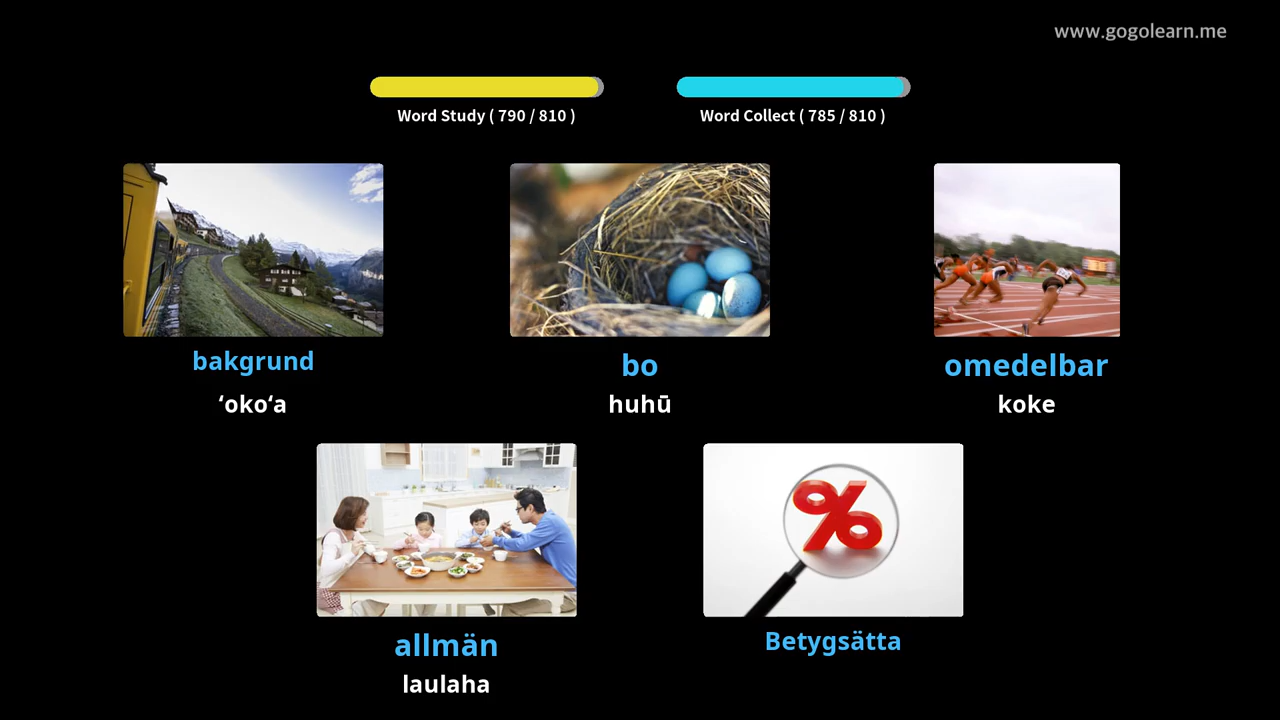 www.gogolearn.me
Word Study ( 790 / 810 )
Word Collect ( 785 / 810 )
bakgrund
ʻokoʻa
bo
huhū
omedelbar
koke
%
allmän
laulaha
Betygsätta